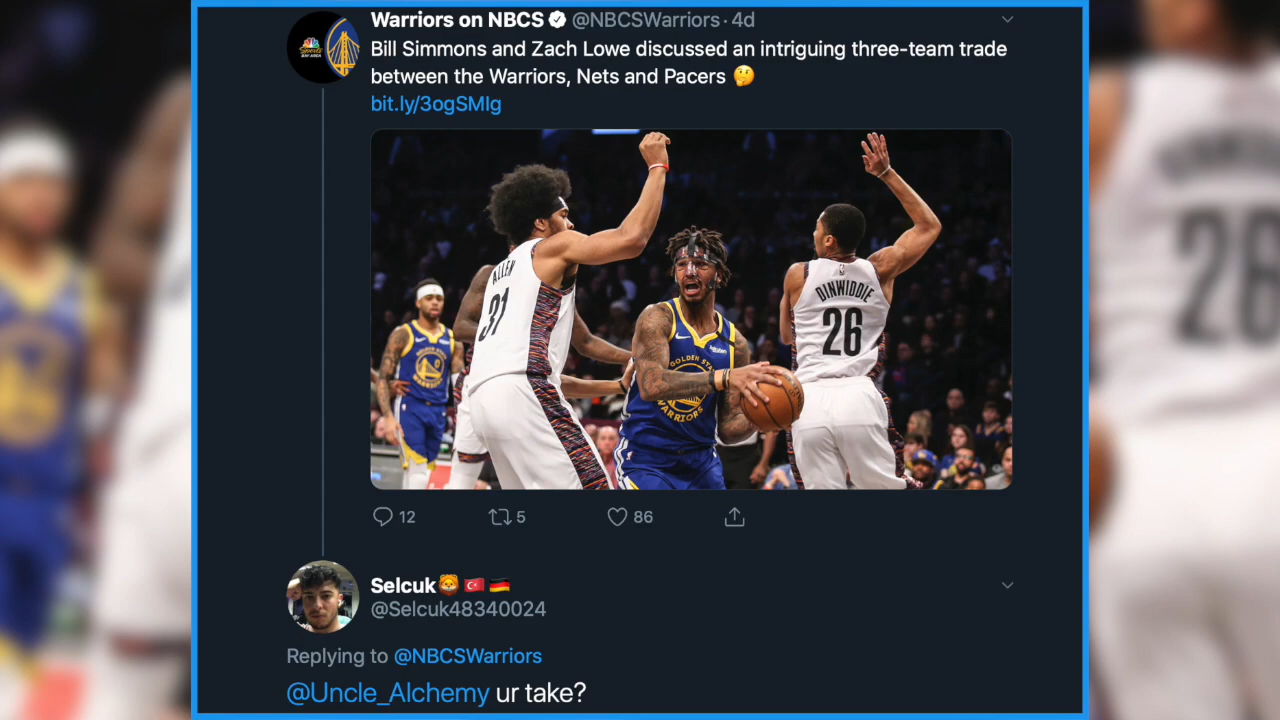 Warriors on NBCS @NBCSWarriors · 4d
Bill Simmons and Zach Lowe discussed an intriguing three-team trade
between the Warriors, Nets and Pacers 🤔
bit.ly/3ogSMIg
ALLEN
31
GOLDEN STATE
WARRIORS
DINWIDDIE
26
12 5 86
Selcuk🦁🇹🇷🇩🇪
@Selcuk48340024
Replying to @NBCSWarriors
@Uncle_Alchemy ur take?
26